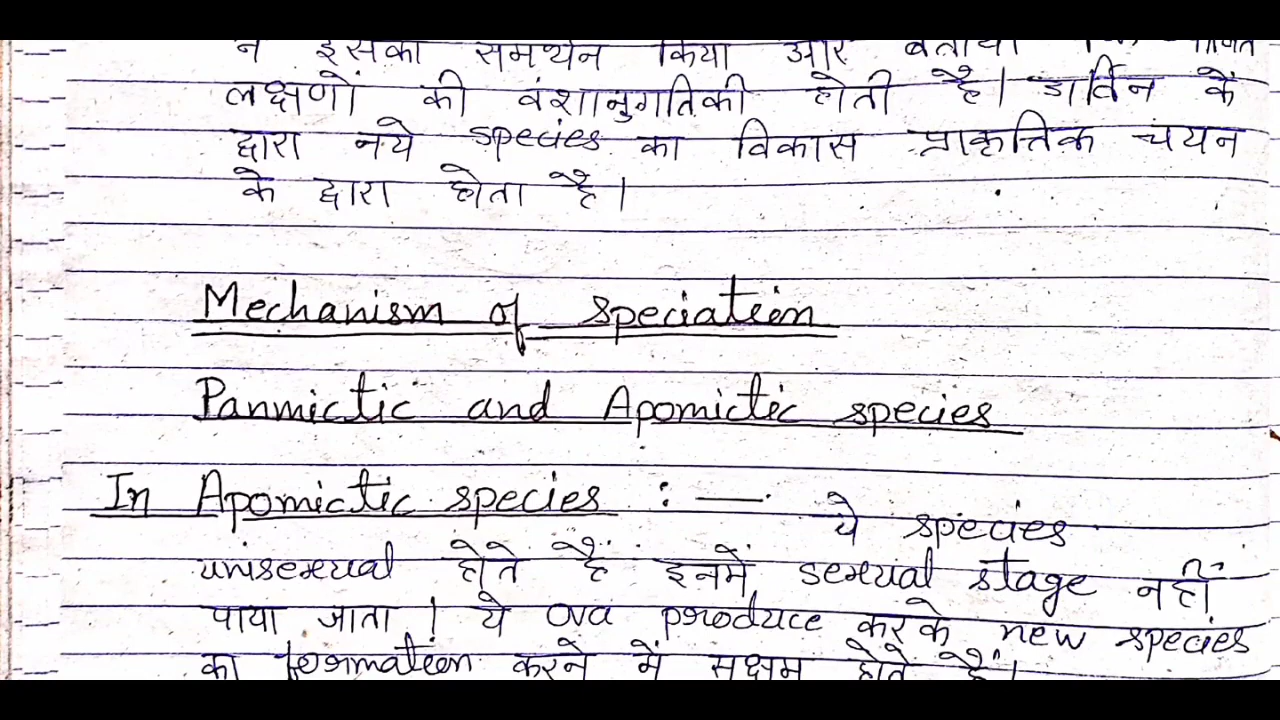 ने इसका समर्थन किया और बताया कि
लक्षणों की वंशानुगतिकी होती है। डार्विन के
द्वारा नये species का विकास प्राकृत्तिक चयन
के द्वारा होता है।
Mechanism of speciation
Panmictic and Apomictic species
In Apomictic species : —
ये species
unisexual होते हैं इनमें sexual stage नहीं
पाया जाता। ये ova produce करके new species
का formation करने में सक्षम होते हैं।